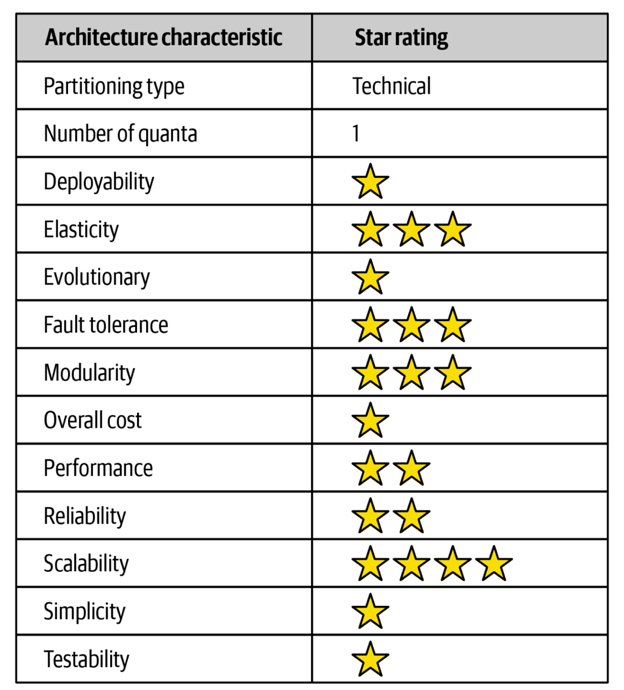 Architecture characteristic Star rating
Partitioning type Technical
Number of quanta 1
Deployability
Elasticity
Evolutionary
Fault tolerance
Modularity
Overall cost
Performance
Reliability
Scalability
Simplicity
Testability